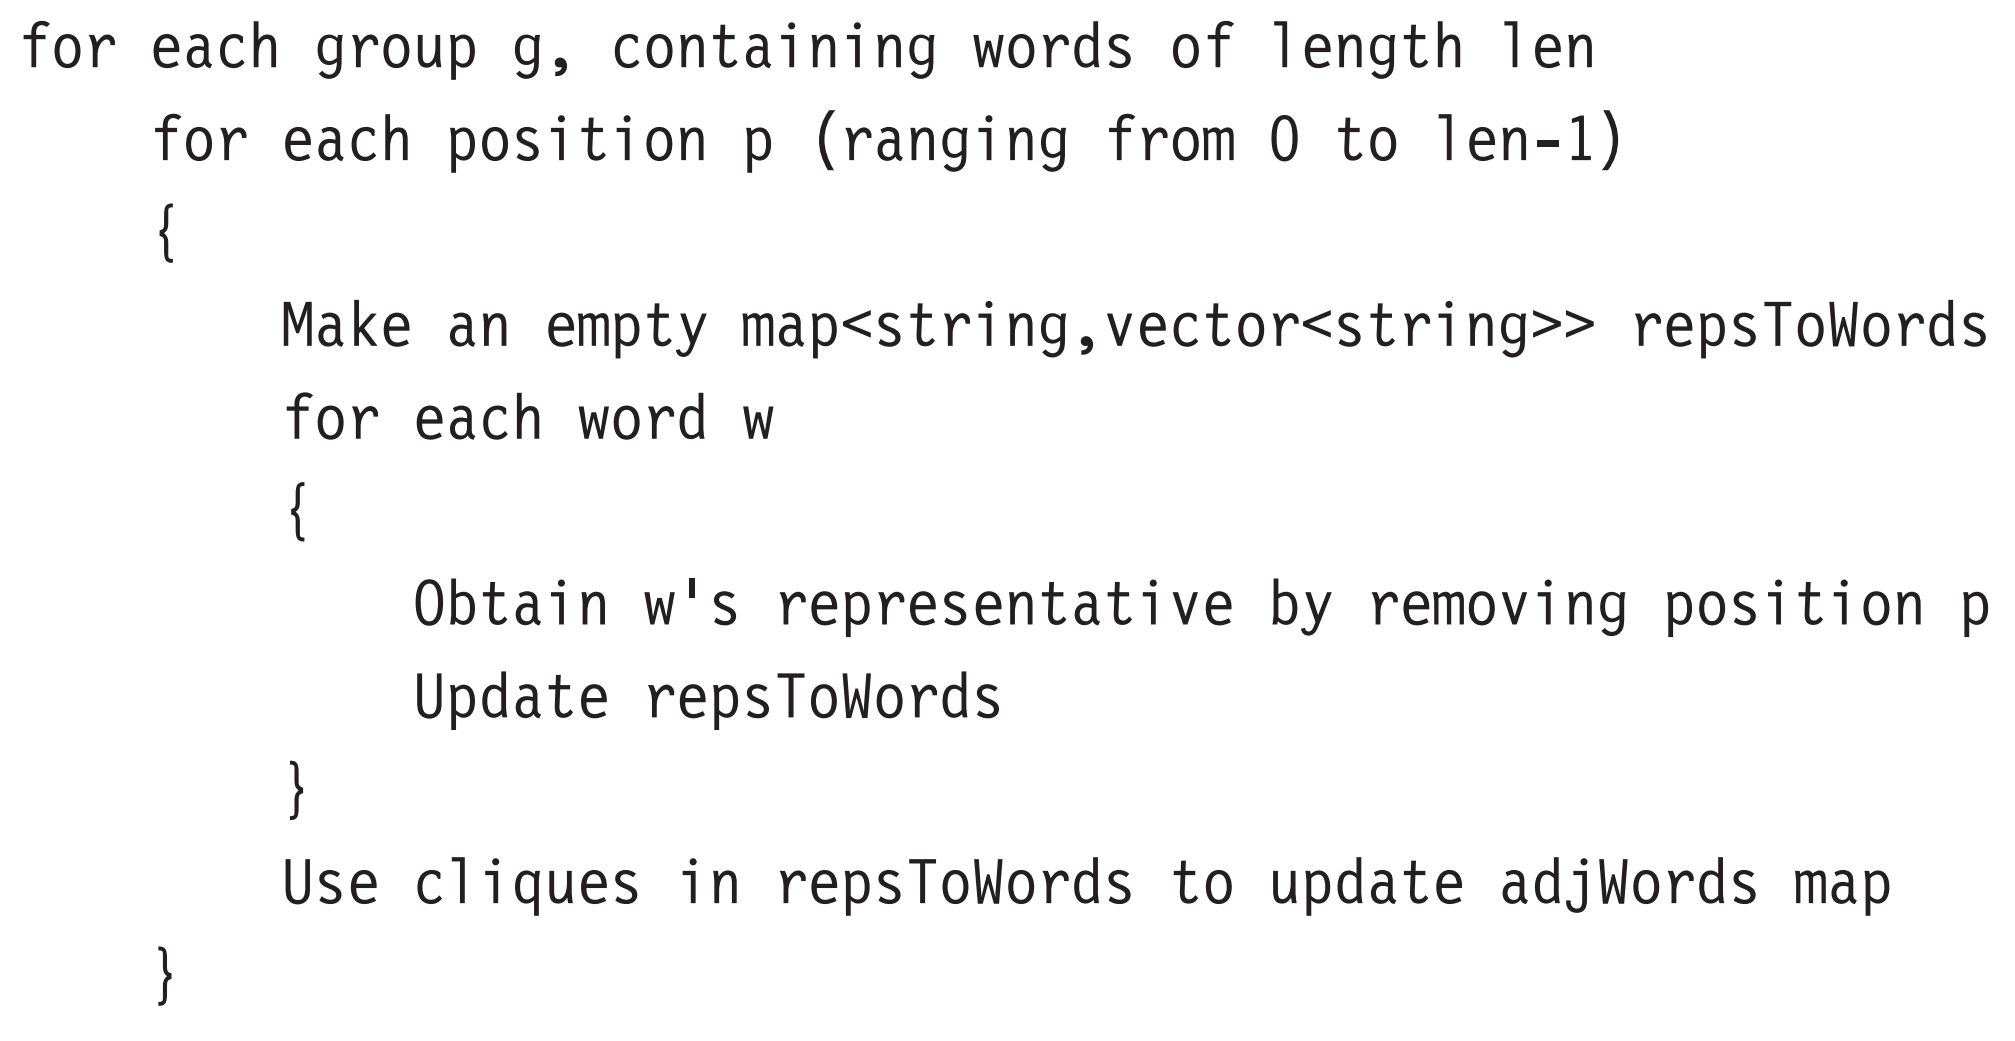 for each group g, containing words of length len
    for each position p (ranging from 0 to len-1)
    {
        Make an empty map<string,vector<string>> repsToWords
        for each word w
        {
            Obtain w's representative by removing position p
            Update repsToWords
        }
        Use cliques in repsToWords to update adjWords map
    }